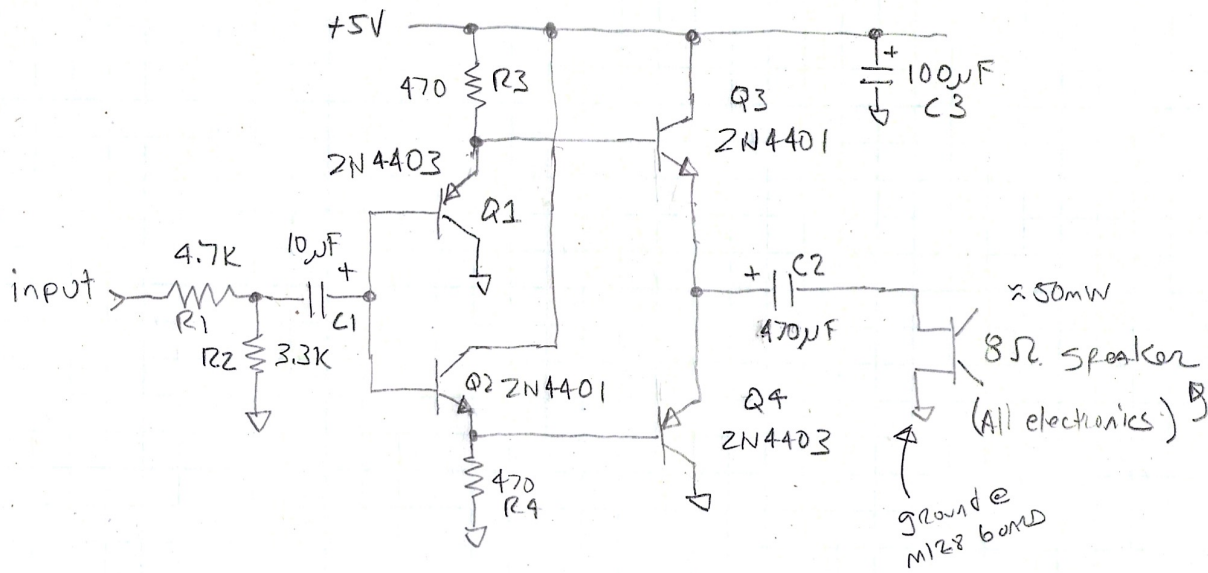 +5V
470
R3
100µF
C3
Q3
2N4401
2N4403
Q1
4.7K
10µF
+
C2
+
input
R1
C1
≈50mW
R2
3.3K
470µF
8Ω speaker
Q2 2N4401
Q4
2N4403
(All electronics)
470
R4
ground @
M128 board
+